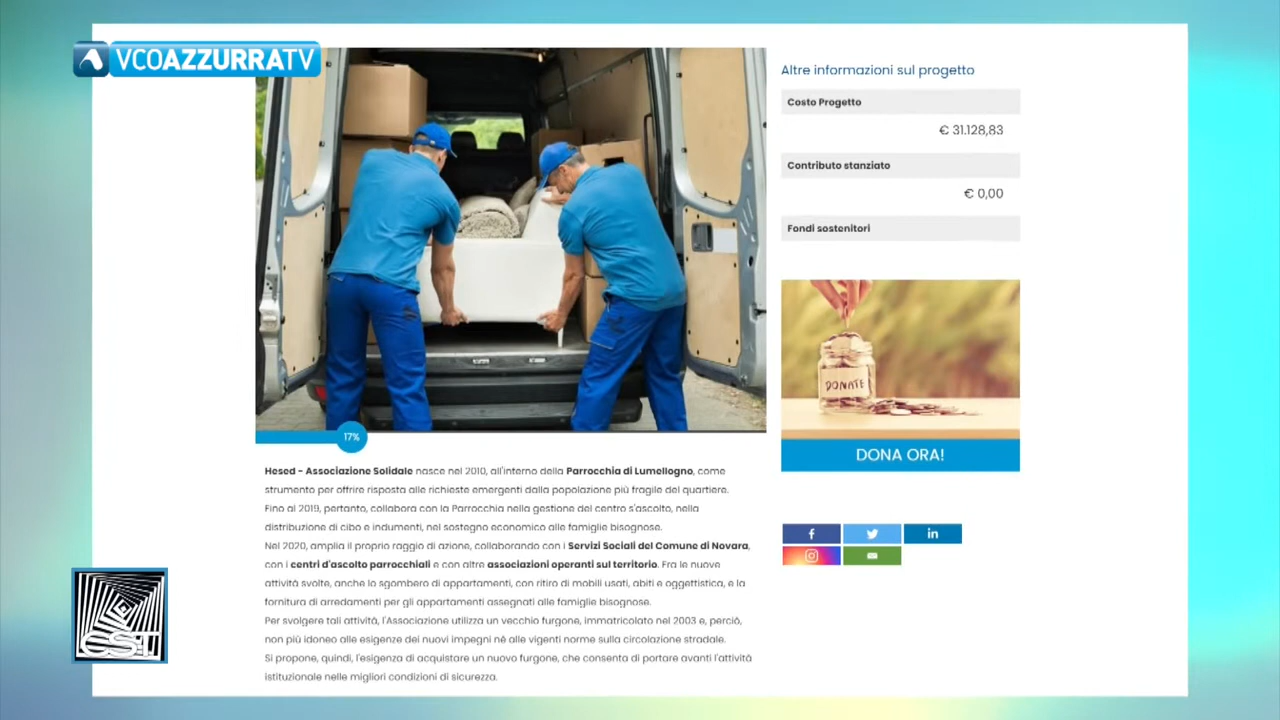 VCOAZZURRATV
Altre informazioni sul progetto
Costo Progetto
€ 31.128,83
Contributo stanziato
€ 0,00
Fondi sostenitori
DONATE
DONA ORA!
17%
Hesed - Associazione Solidale nasce nel 2010, all'interno della Parrocchia di Lumellogno, come
strumento per offrire risposta alle richieste emergenti dalla popolazione più fragile del quartiere.
Fino al 2019, pertanto, collabora con la Parrocchia nella gestione del centro s'ascolto, nella
distribuzione di cibo e indumenti, nel sostegno economico alle famiglie bisognose.
Nel 2020, amplia il proprio raggio di azione, collaborando con i Servizi Sociali del Comune di Novara,
con i centri d'ascolto parrocchiali e con altre associazioni operanti sul territorio. Fra le nuove
attività svolte, anche lo sgombero di appartamenti, con ritiro di mobili usati, abiti e oggettistica, e la
fornitura di arredamenti per gli appartamenti assegnati alle famiglie bisognose.
Per svolgere tali attività, l'Associazione utilizza un vecchio furgone, immatricolato nel 2003 e, perciò,
non più idoneo alle esigenze dei nuovi impegni né alle vigenti norme sulla circolazione stradale.
Si propone, quindi, l'esigenza di acquistare un nuovo furgone, che consenta di portare avanti l'attività
istituzionale nelle migliori condizioni di sicurezza.
f
in
CST